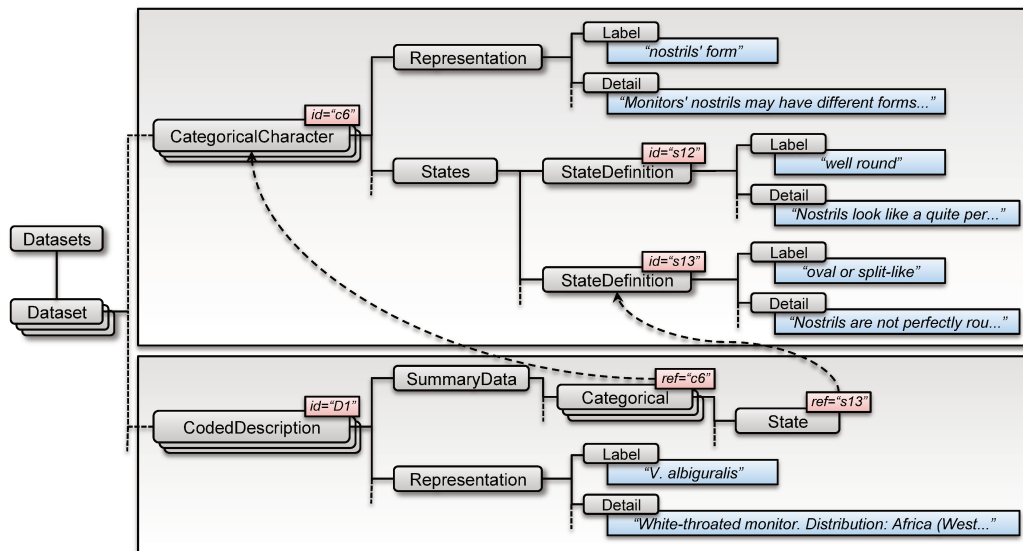 Label
Representation
"nostrils' form"
Detail
"Monitors' nostrils may have different forms..."
id="c6"
CategoricalCharacter
Label
id="s12"
"well round"
States
StateDefinition
Detail
"Nostrils look like a quite per..."
Datasets
Label
id="s13"
"oval or split-like"
StateDefinition
Detail
Dataset
"Nostrils are not perfectly rou..."
SummaryData
ref="c6"
Categorical
ref="s13"
id="D1"
State
CodedDescription
Label
"V. albiguralis"
Representation
Detail
"White-throated monitor. Distribution: Africa (West..."